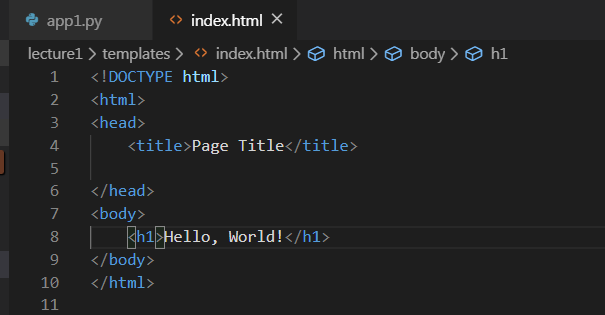 app1.py
index.html
lecture1 > templates > index.html > html > body > h1
1 <!DOCTYPE html>
2 <html>
3 <head>
4     <title>Page Title</title>
5
6 </head>
7 <body>
8     <h1>Hello, World!</h1>
9 </body>
10 </html>
11